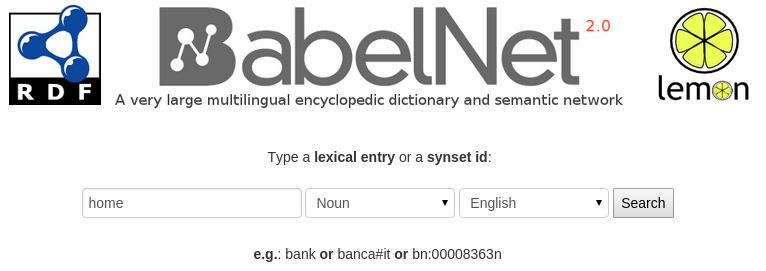 BabelNet 2.0
RDF
lemon
A very large multilingual encyclopedic dictionary and semantic network
Type a lexical entry or a synset id:
home Noun English Search
e.g.: bank or banca#it or bn:00008363n